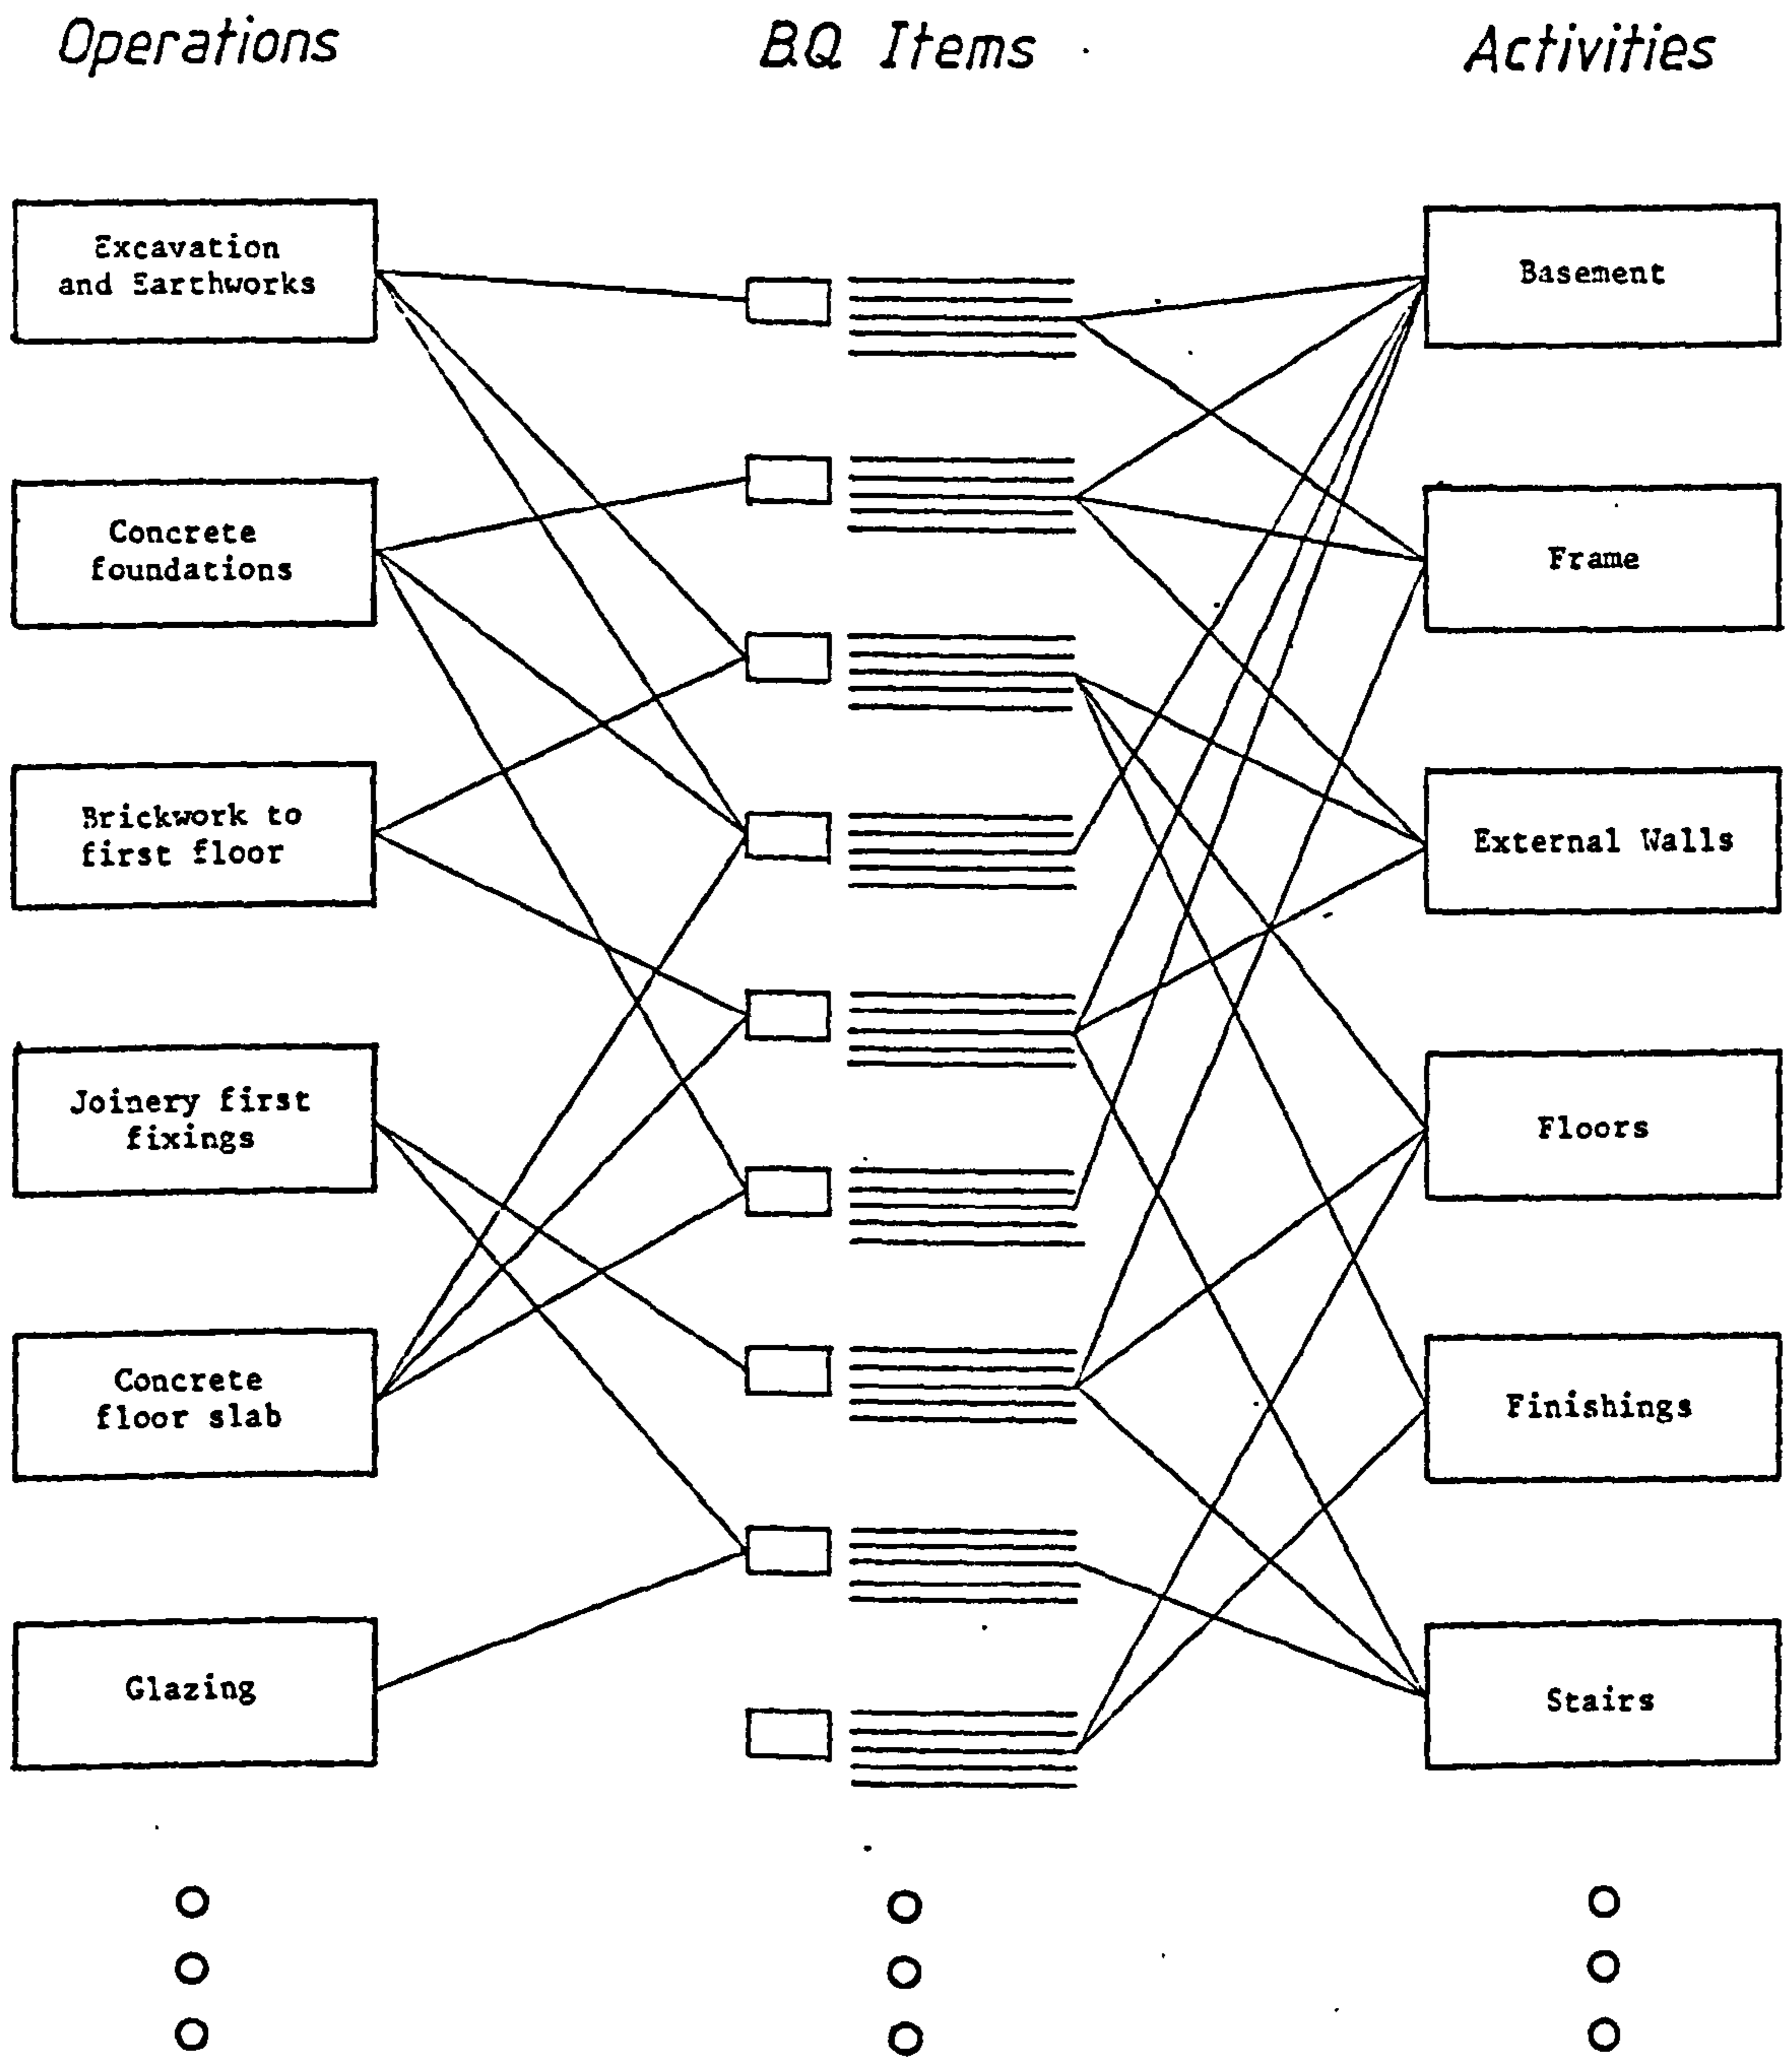 Operations
B.Q Items
Activities
Excavation
and Earthworks
Concrete
foundations
Brickwork to
first floor
Joinery first
fixings
Concrete
floor slab
Glazing
Basement
Frame
External Walls
Floors
Finishings
Stairs